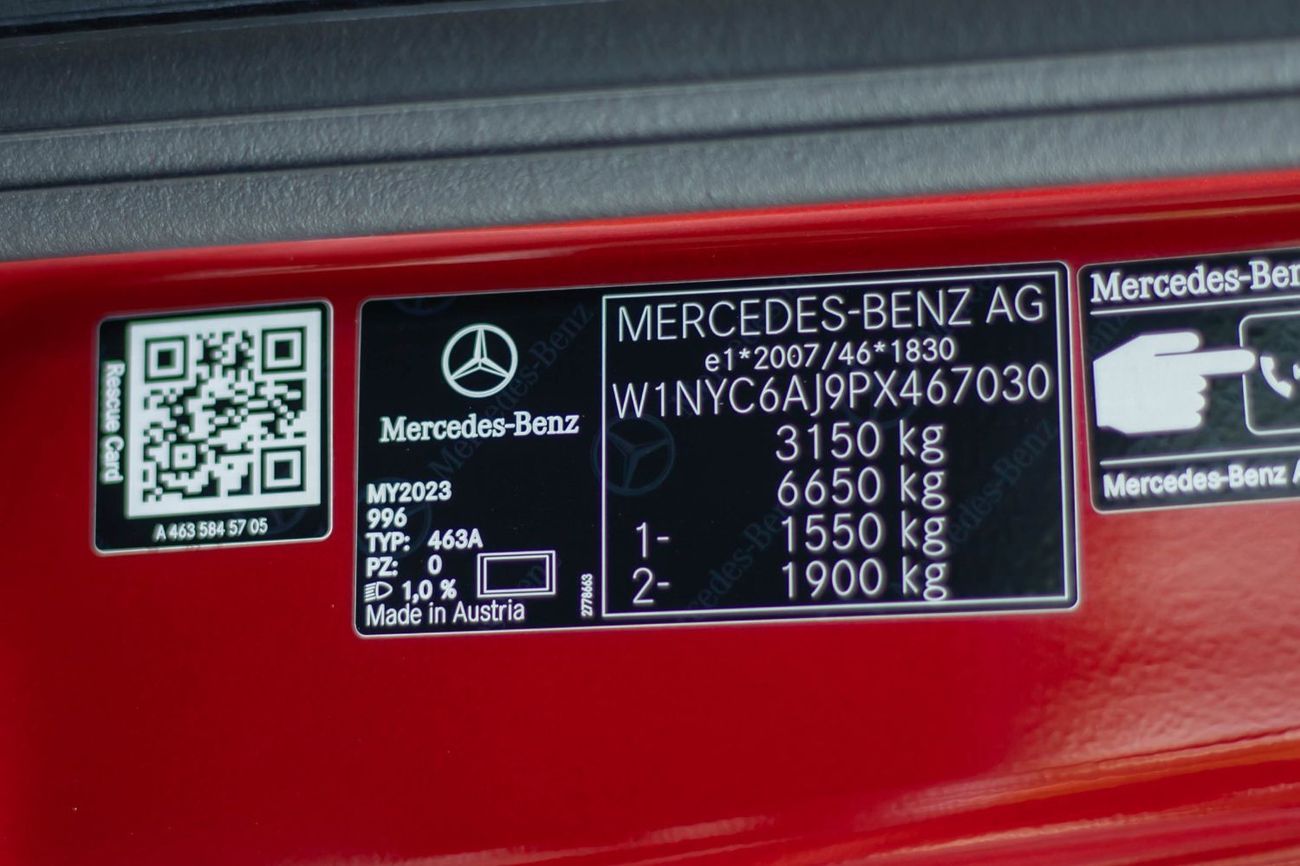 Rescue Card
A 463 584 57 05
Mercedes-Benz
MY2023
996
TYP: 463A
PZ: 0
1,0 %
Made in Austria
2778663
MERCEDES-BENZ AG
e1*2007/46*1830
W1NYC6AJ9PX467030
3150 kg
6650 kg
1- 1550 kg
2- 1900 kg
Mercedes-Ben
Mercedes-Benz A